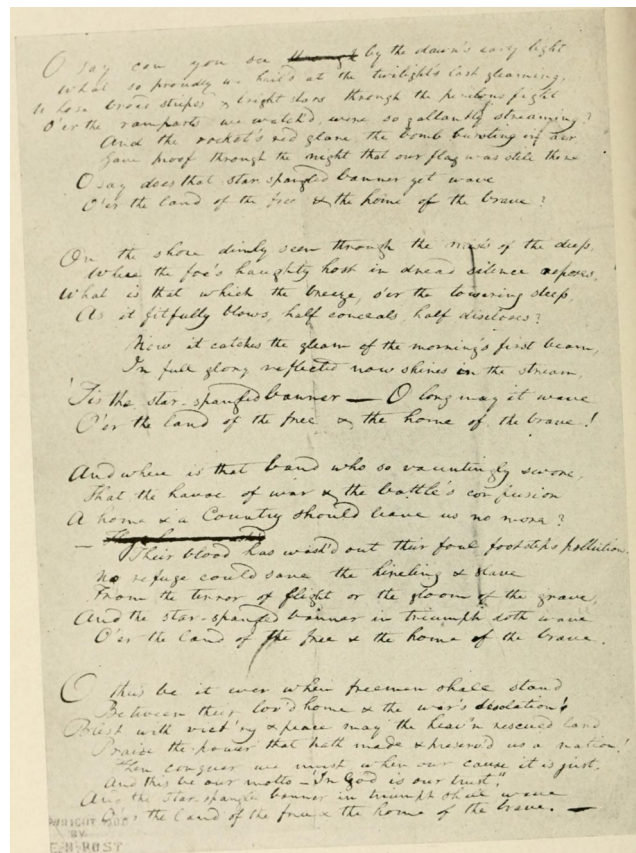 O say can you see ~~through~~ by the dawn's early light
What so proudly we hail'd at the twilight's last gleaming,
Whose broad stripes & bright stars through the perilous fight
O'er the ramparts we watch'd, were so gallantly streaming?
And the rocket's red glare, the bomb bursting in air
Gave proof through the night that our flag was still there
O say does that star-spangled banner yet wave
O'er the land of the free & the home of the brave?
On the shore dimly seen through the mists of the deep,
Where the foe's haughty host in dread silence reposes,
What is that which the breeze, o'er the towering steep,
As it fitfully blows, half conceals half discloses?
Now it catches the gleam of the morning's first beam,
In full glory reflected now shines in the stream,
'Tis the star-spangled banner — O long may it wave
O'er the land of the free & the home of the brave!
And where is that band who so vauntingly swore,
That the havoc of war & the battle's confusion
A home & a Country should leave us no more?
—
Their blood has wash'd out their foul footsteps pollution.
No refuge could save the hireling & slave
From the terror of flight or the gloom of the grave,
And the star-spangled banner in triumph doth wave
O'er the land of the free & the home of the brave.
O thus be it ever when freemen shall stand
Between their lov'd home & the war's desolation!
Blest with vict'ry & peace may the heav'n rescued land
Praise the power that hath made & preserv'd us a nation!
Then conquer we must when our cause it is just,
And this be our motto — "In God is our trust,"
And the star-spangled banner in triumph shall wave
O'er the land of the free & the home of the brave. —
BY
E. H. POST